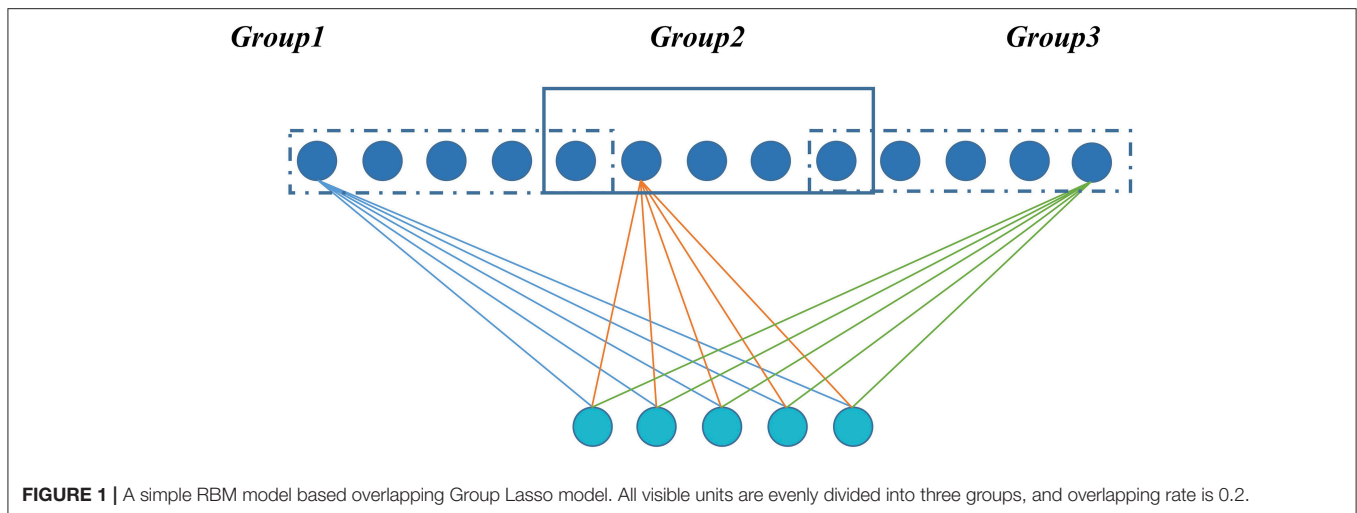 Group1 Group2 Group3
FIGURE 1 | A simple RBM model based overlapping Group Lasso model. All visible units are evenly divided into three groups, and overlapping rate is 0.2.